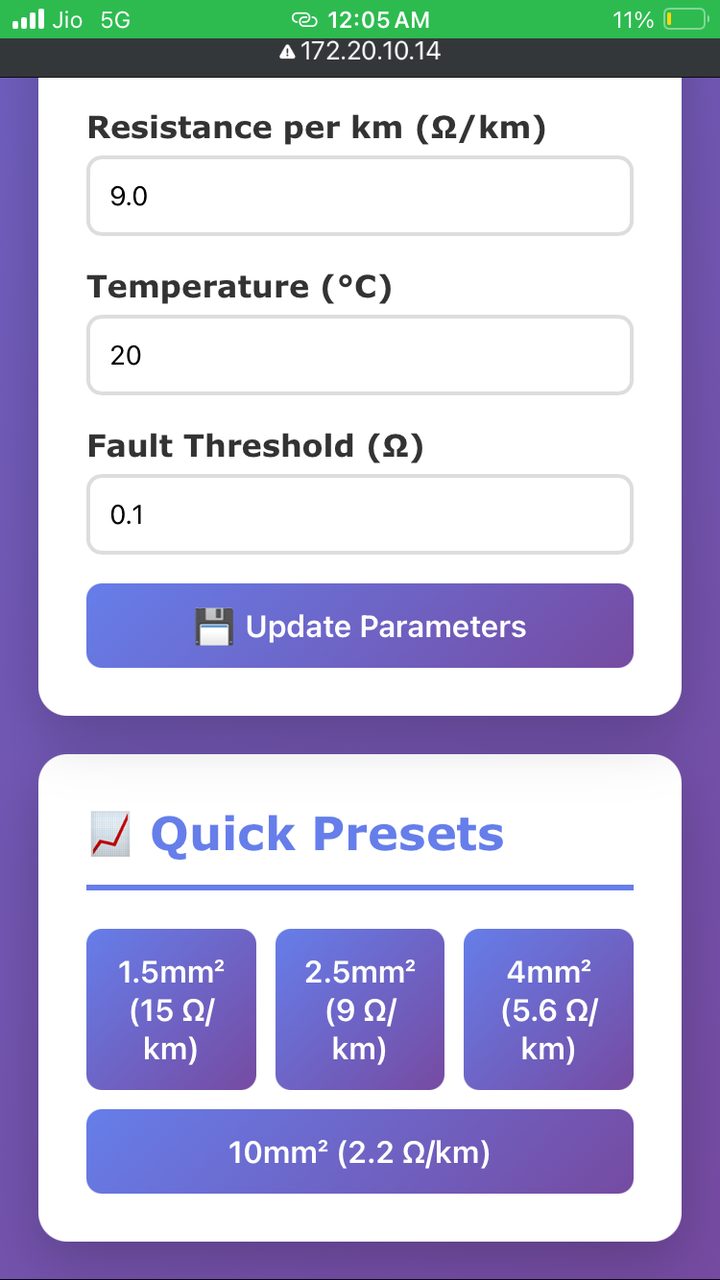 Jio 5G 12:05 AM 11%
172.20.10.14
Resistance per km (Ω/km)
9.0
Temperature (°C)
20
Fault Threshold (Ω)
0.1
💾 Update Parameters
📈 Quick Presets
1.5mm²
(15 Ω/
km)
2.5mm²
(9 Ω/
km)
4mm²
(5.6 Ω/
km)
10mm² (2.2 Ω/km)